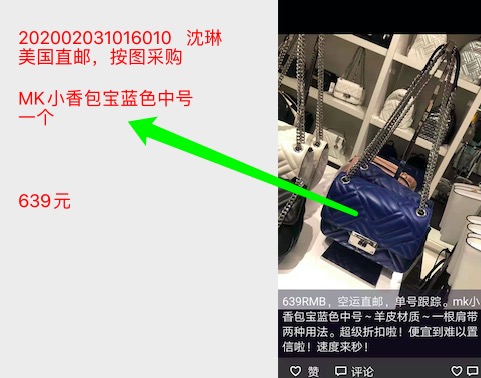 202002031016010 沈琳
美国直邮，按图采购
MK小香包宝蓝色中号
一个
639元
639RMB，空运直邮，单号跟踪。mk小
香包宝蓝色中号~羊皮材质~一根肩带
两种用法。超级折扣啦！便宜到难以置
信啦！速度来秒！
赞
评论